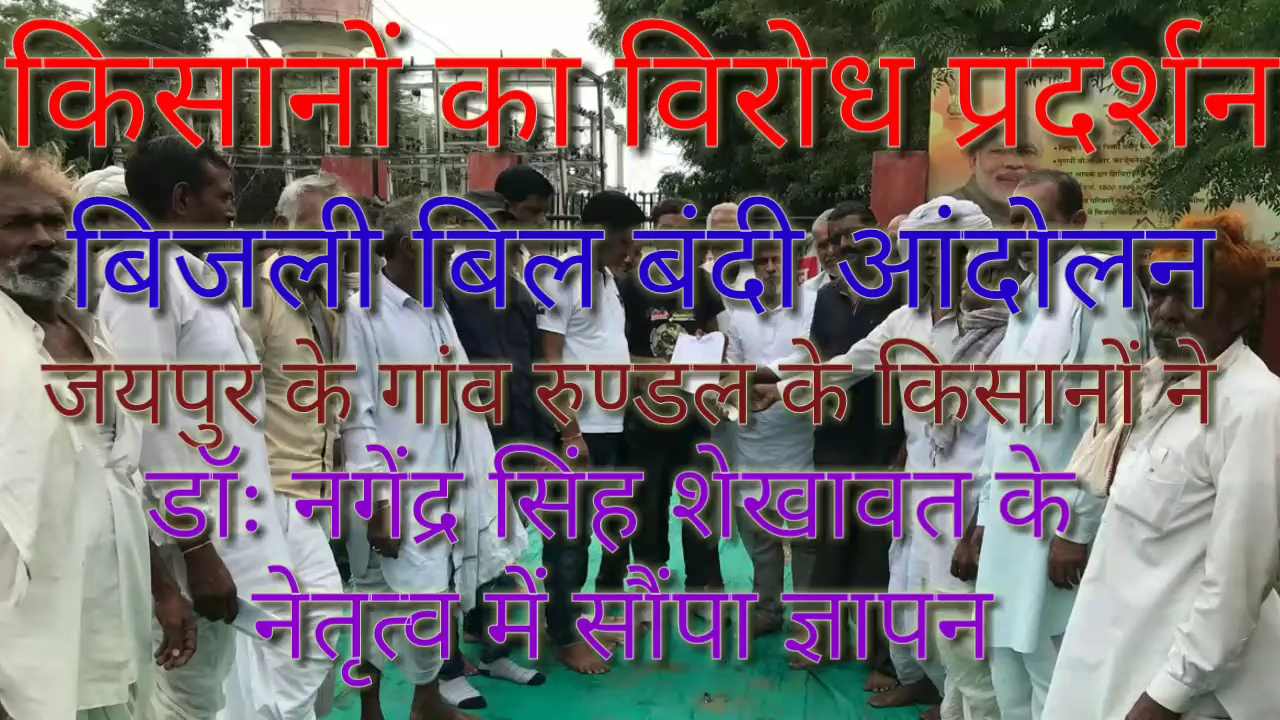 किसानों का विरोध प्रदर्शन
बिजली बिल बंदी आंदोलन
जयपुर के गांव रुण्डल के किसानों ने
डॉः नगेंद्र सिंह शेखावत के
नेतृत्व में सौंपा ज्ञापन